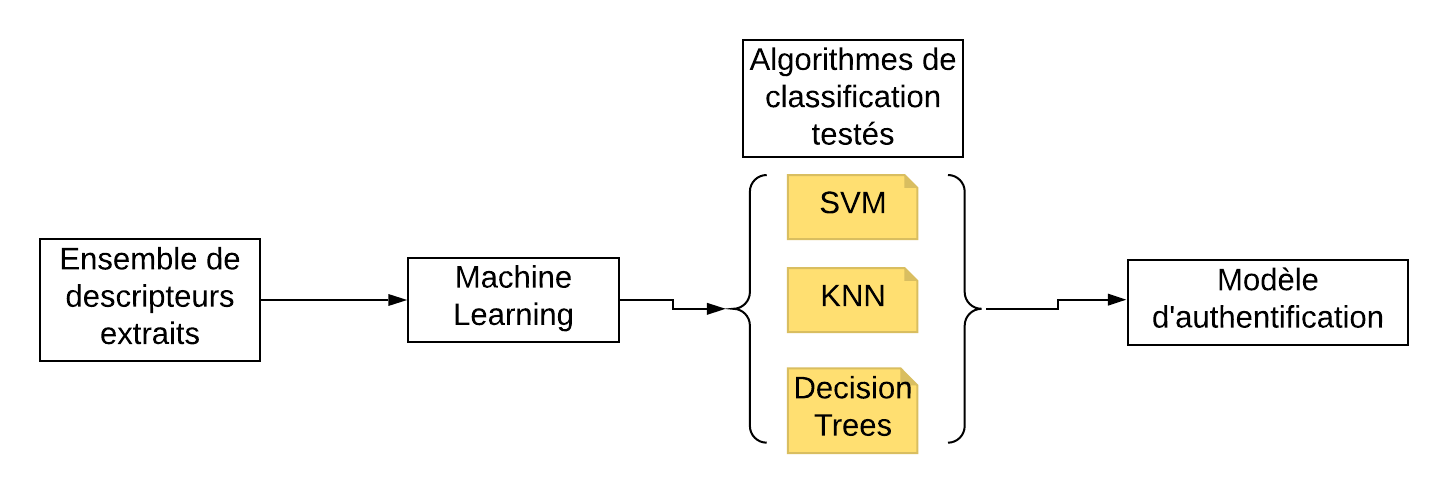 Ensemble de
descripteurs
extraits
Machine
Learning
Algorithmes de
classification
testés
SVM
KNN
Decision
Trees
Modèle
d'authentification